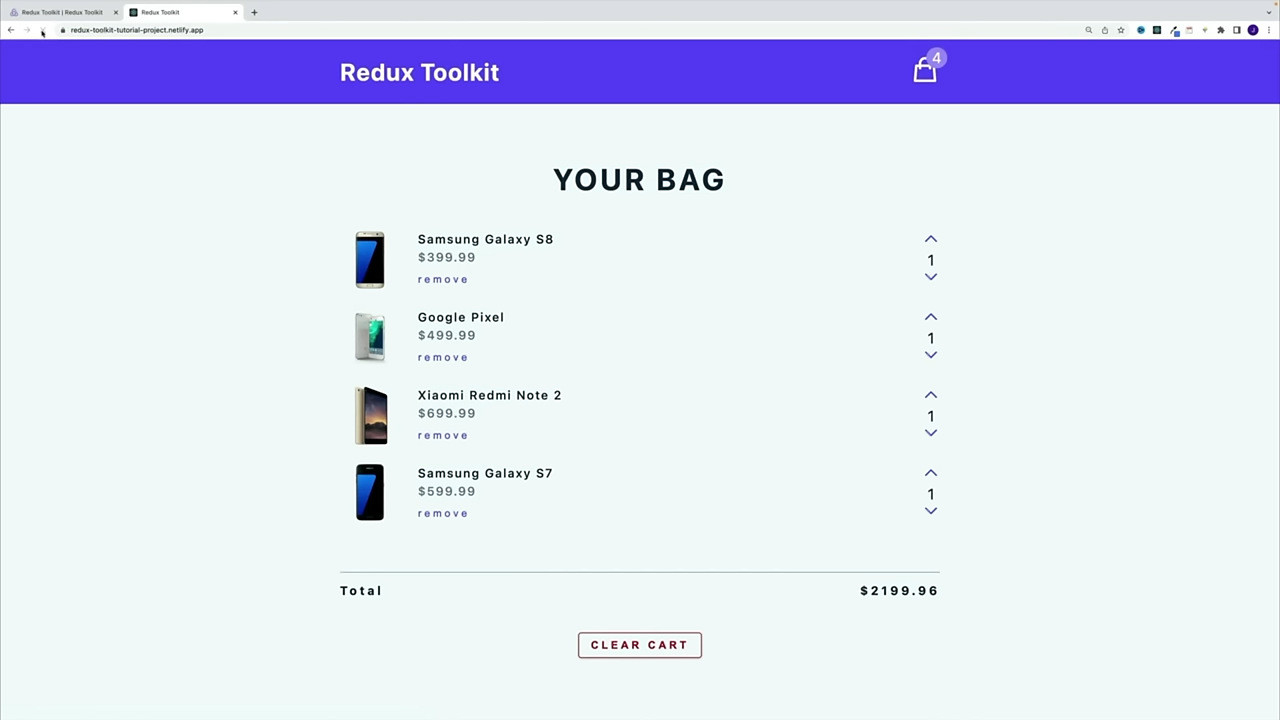 Redux Toolkit | Redux Toolkit
Redux Toolkit
redux-toolkit-tutorial-project.netlify.app
J
Redux Toolkit
4
YOUR BAG
Samsung Galaxy S8
$399.99
remove
1
Google Pixel
$499.99
remove
1
Xiaomi Redmi Note 2
$699.99
remove
1
Samsung Galaxy S7
$599.99
remove
1
Total $2199.96
CLEAR CART